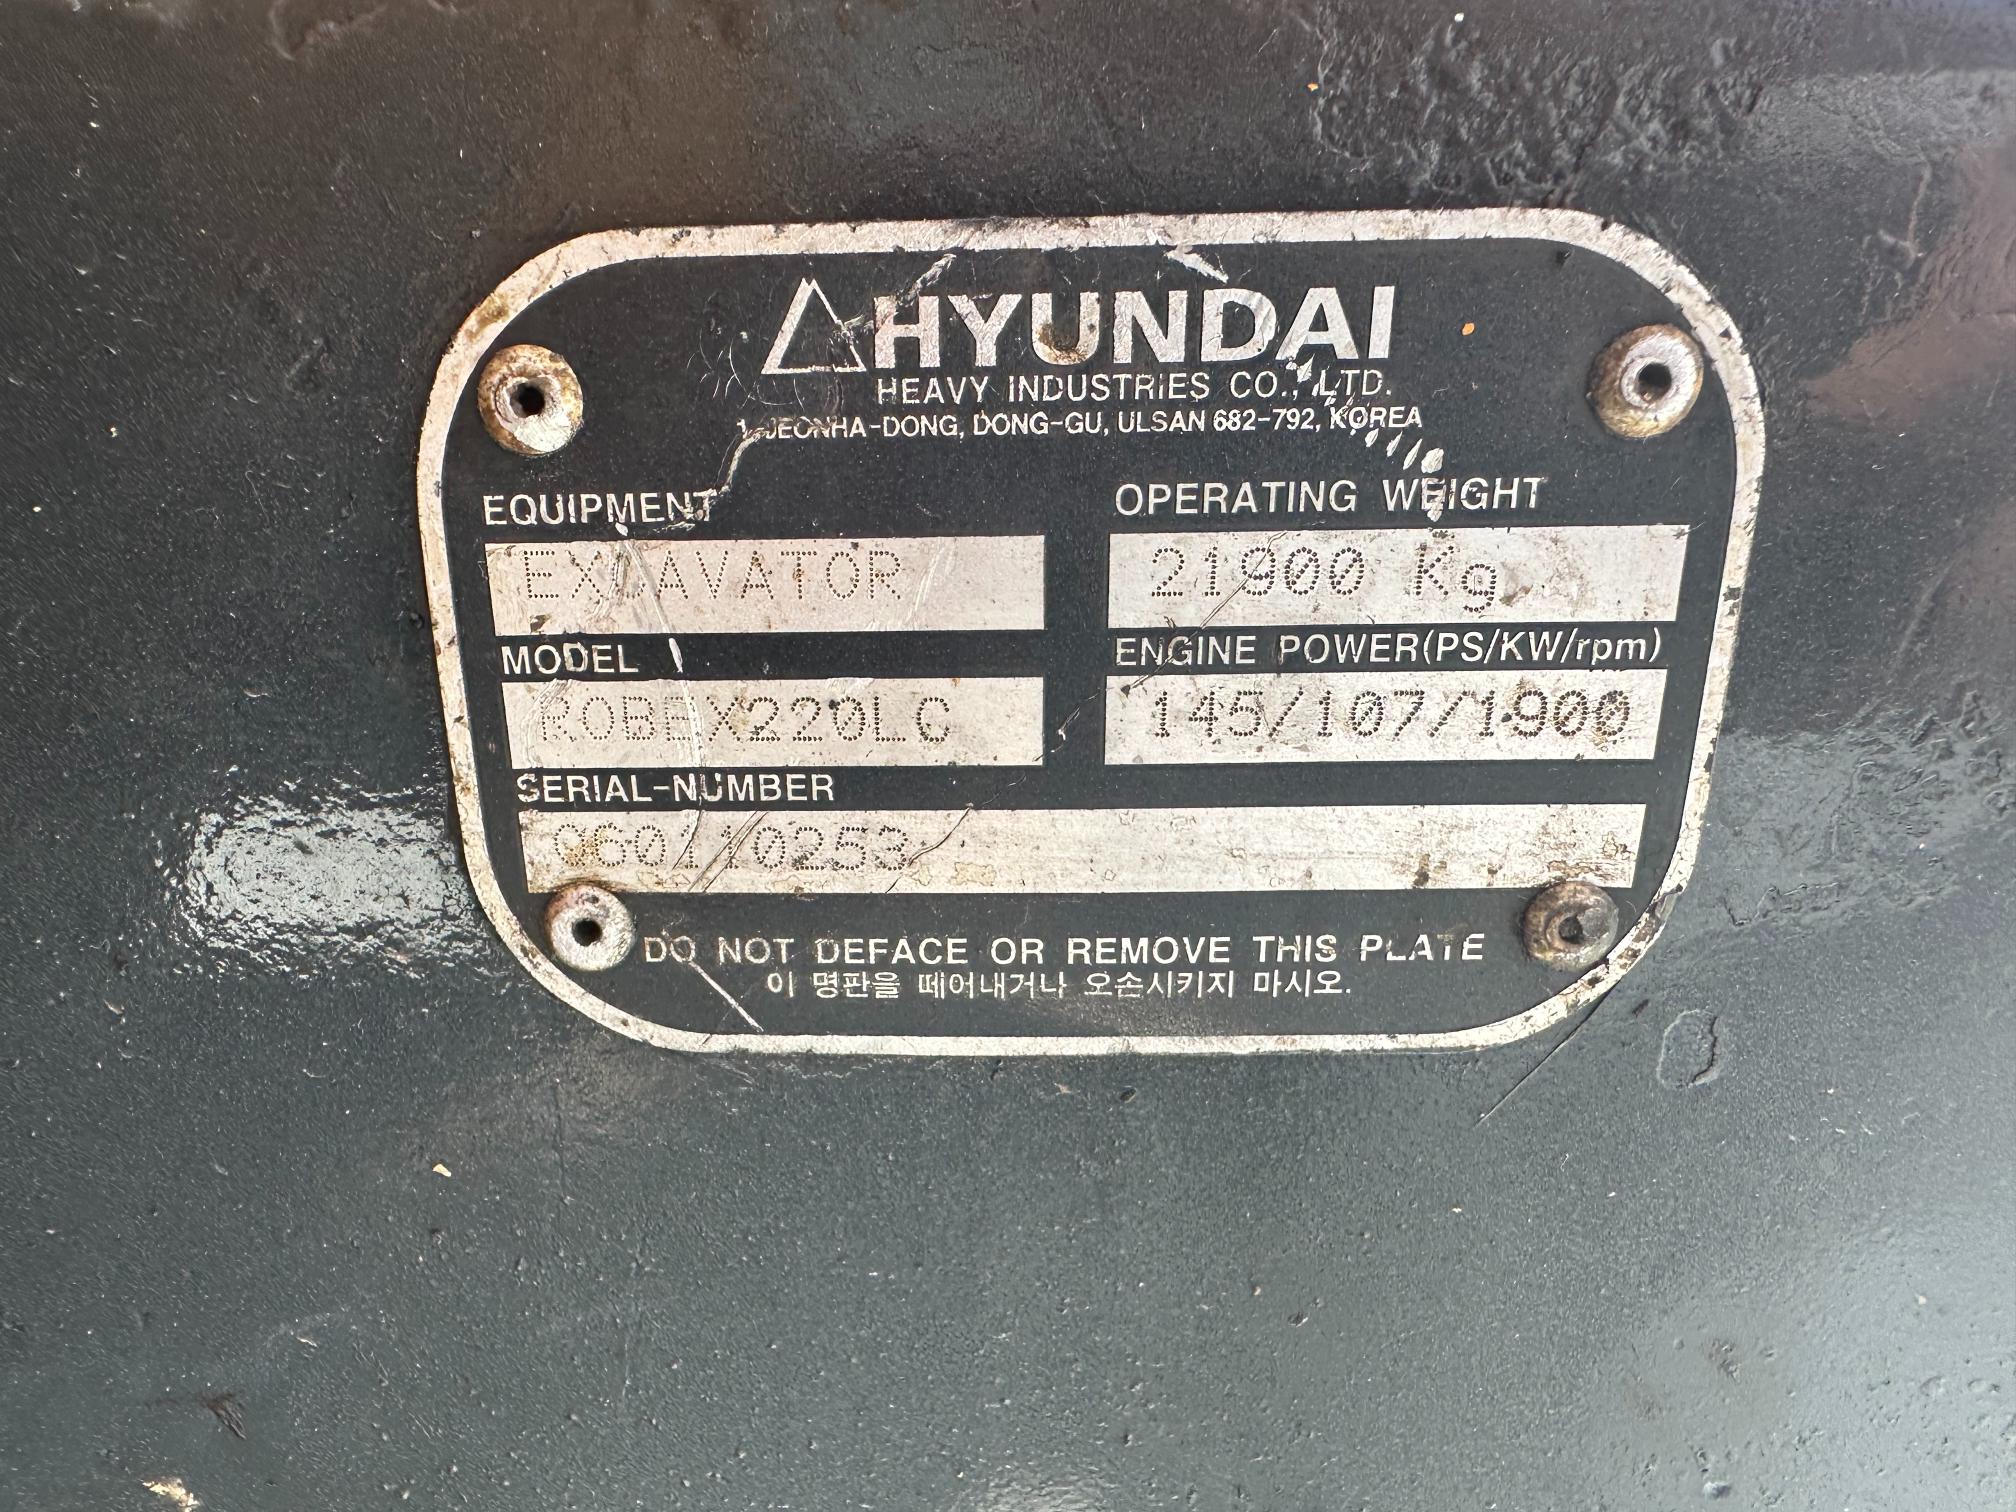 HYUNDAI
HEAVY INDUSTRIES CO., LTD.
1, JEONHA-DONG, DONG-GU, ULSAN 682-792, KOREA
EQUIPMENT
EXCAVATOR
OPERATING WEIGHT
21900 Kg
MODEL
ROBEX220LC
ENGINE POWER(PS/KW/rpm)
145/107/1900
SERIAL-NUMBER
DO NOT DEFACE OR REMOVE THIS PLATE
이 명판을 떼어내거나 오손시키지 마시오.